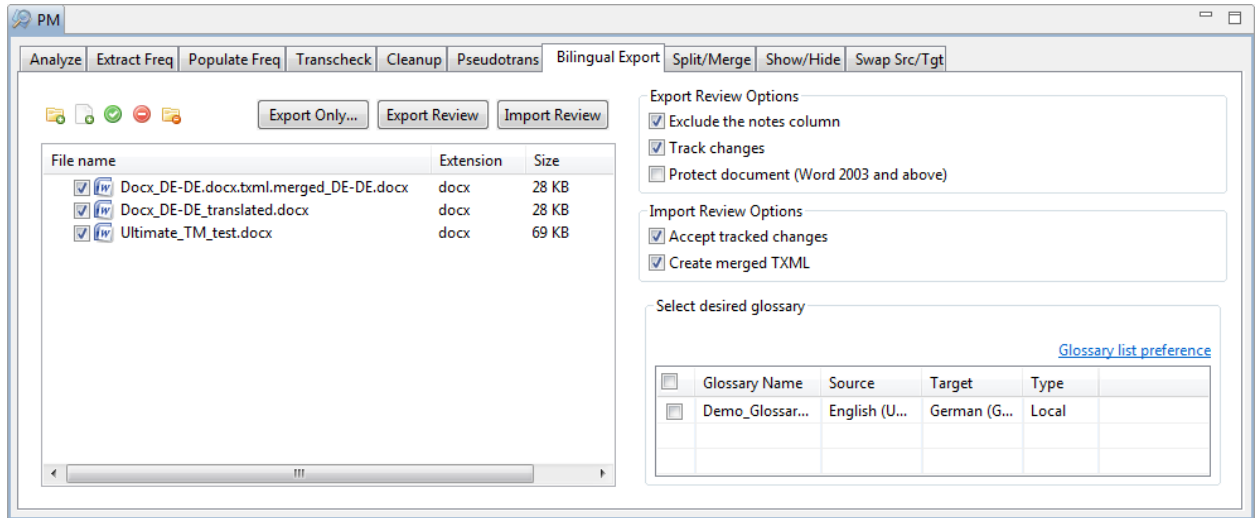 PM
Analyze Extract Freq Populate Freq Transcheck Cleanup Pseudotrans Bilingual Export Split/Merge Show/Hide Swap Src/Tgt
Export Only... Export Review Import Review
File name Extension Size
Docx_DE-DE.docx.txml.merged_DE-DE.docx docx 28 KB
Docx_DE-DE_translated.docx docx 28 KB
Ultimate_TM_test.docx docx 69 KB
Export Review Options
Exclude the notes column
Track changes
Protect document (Word 2003 and above)
Import Review Options
Accept tracked changes
Create merged TXML
Select desired glossary
Glossary list preference
Glossary Name Source Target Type
Demo_Glossar... English (U... German (G... Local